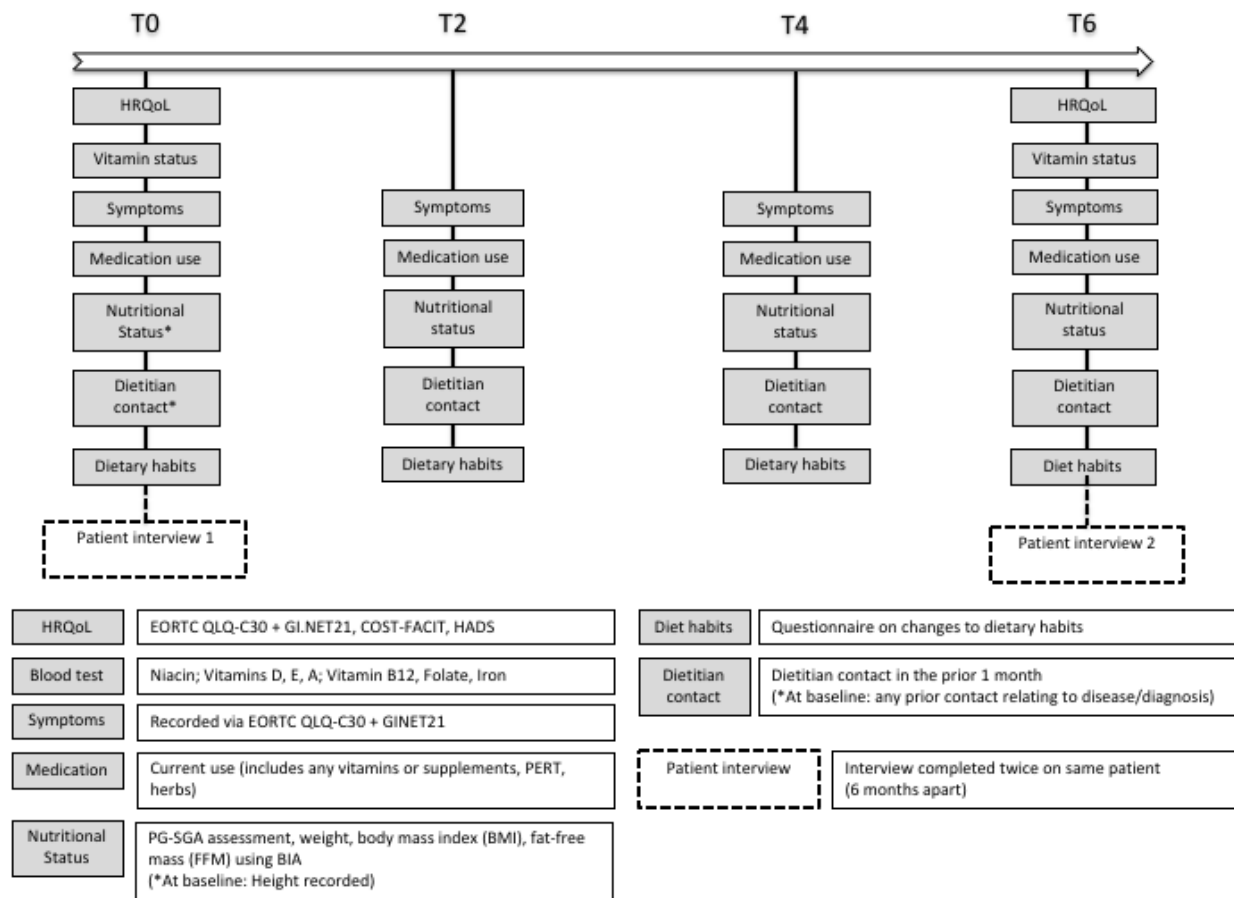 T0 T2 T4 T6
HRQoL HRQoL
Vitamin status Vitamin status
Symptoms Symptoms Symptoms Symptoms
Medication use Medication use Medication use Medication use
Nutritional Nutritional Nutritional Nutritional
Status* status status status
Dietitian Dietitian Dietitian Dietitian
contact* contact contact contact
Dietary habits Dietary habits Dietary habits Diet habits
Patient interview 1 Patient interview 2
HRQoL EORTC QLQ-C30 + GI.NET21, COST-FACIT, HADS
Blood test Niacin; Vitamins D, E, A; Vitamin B12, Folate, Iron
Symptoms Recorded via EORTC QLQ-C30 + GINET21
Medication Current use (includes any vitamins or supplements, PERT,
herbs)
Nutritional
Status
PG-SGA assessment, weight, body mass index (BMI), fat-free
mass (FFM) using BIA
(*At baseline: Height recorded)
Diet habits Questionnaire on changes to dietary habits
Dietitian
contact
Dietitian contact in the prior 1 month
(*At baseline: any prior contact relating to disease/diagnosis)
Patient interview
Interview completed twice on same patient
(6 months apart)